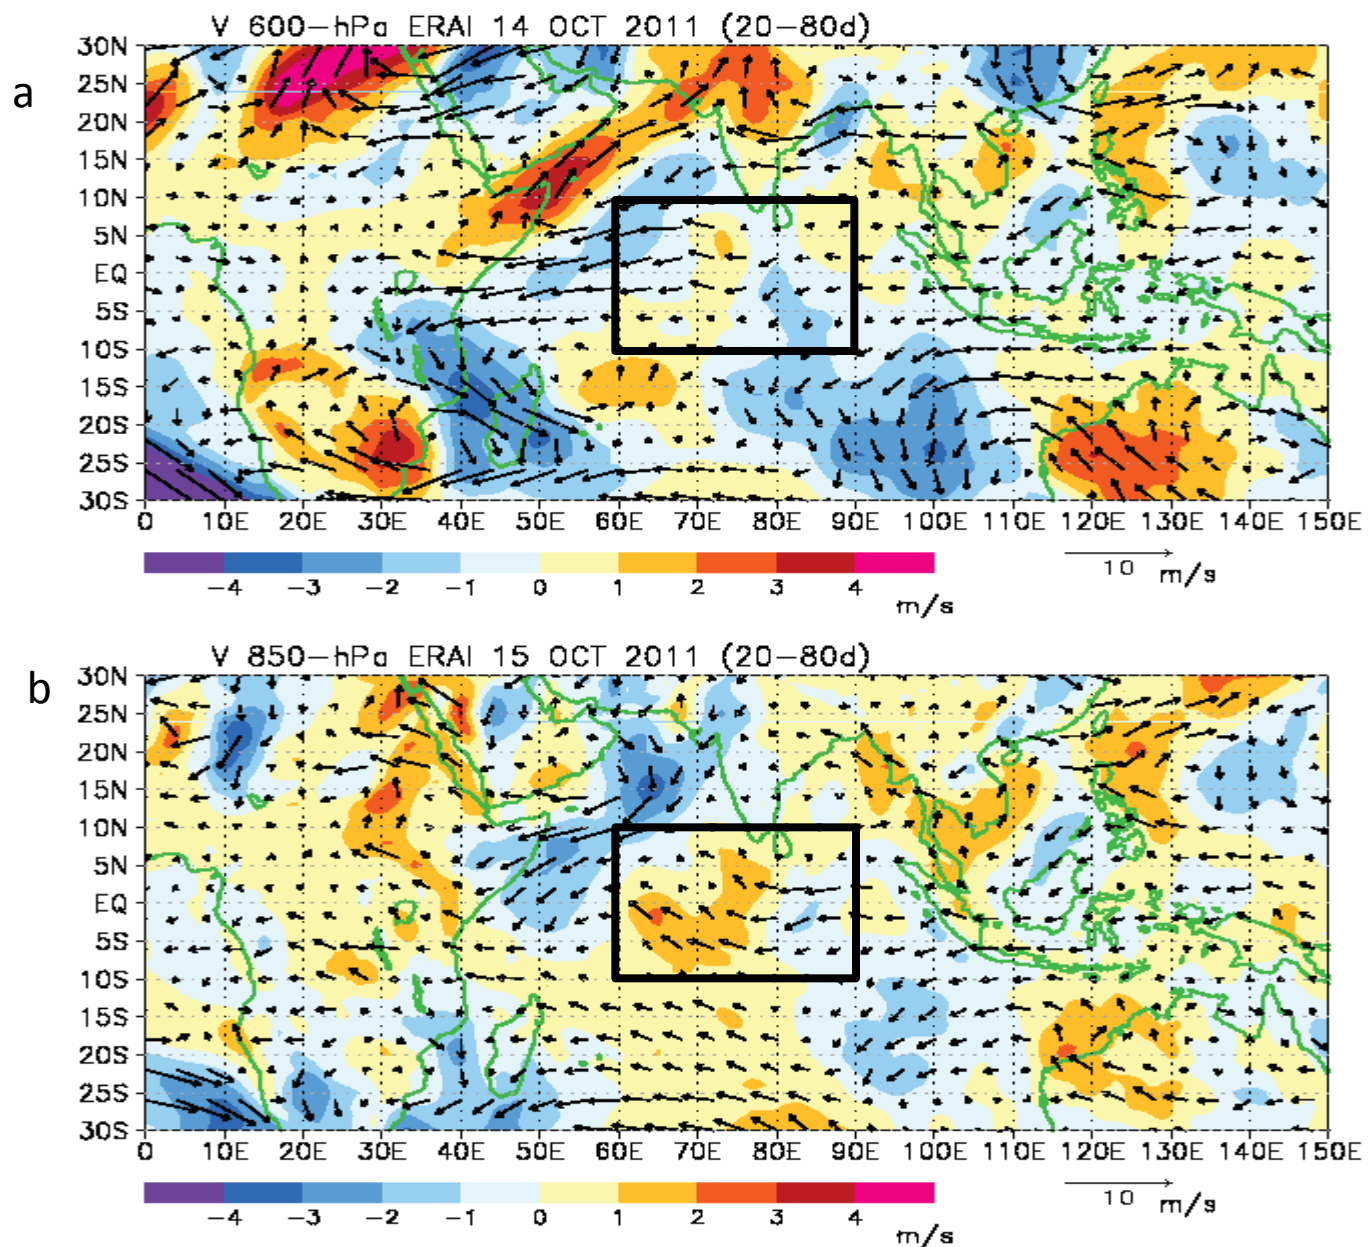 V 600-hPa ERAI 14 OCT 2011 (20-80d)
a
30N
25N
20N
15N
10N
5N
EQ
5S
10S
15S
20S
25S
30S
0 10E 20E 30E 40E 50E 60E 70E 80E 90E 100E 110E 120E 130E 140E 150E
-4 -3 -2 -1 0 1 2 3 4
m/s
10 m/s
V 850-hPa ERAI 15 OCT 2011 (20-80d)
b
30N
25N
20N
15N
10N
5N
EQ
5S
10S
15S
20S
25S
30S
0 10E 20E 30E 40E 50E 60E 70E 80E 90E 100E 110E 120E 130E 140E 150E
-4 -3 -2 -1 0 1 2 3 4
m/s
10 m/s